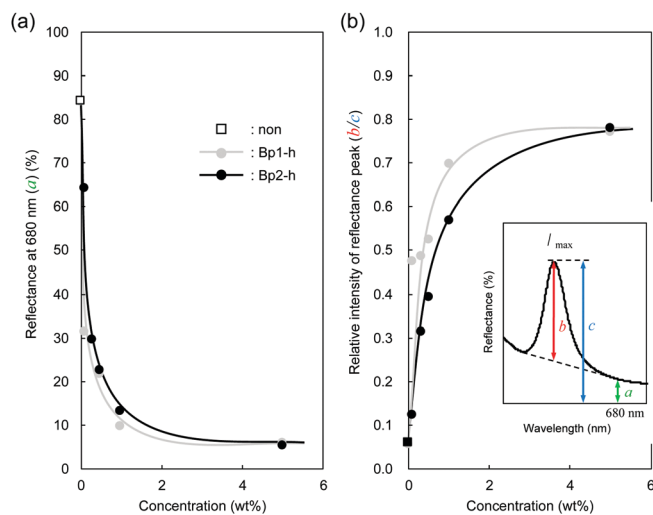 (a)
100
90
80
70
60
50
40
30
20
10
0
0
2
4
6
Reflectance at 680 nm (a) (%)
Concentration (wt%)
: non
: Bp1-h
: Bp2-h
(b)
1.0
0.9
0.8
0.7
0.6
0.5
0.4
0.3
0.2
0.1
0.0
0
2
4
6
Relative intensity of reflectance peak (b/c)
Concentration (wt%)
I max
b
c
a
680 nm
Reflectance (%)
Wavelength (nm)